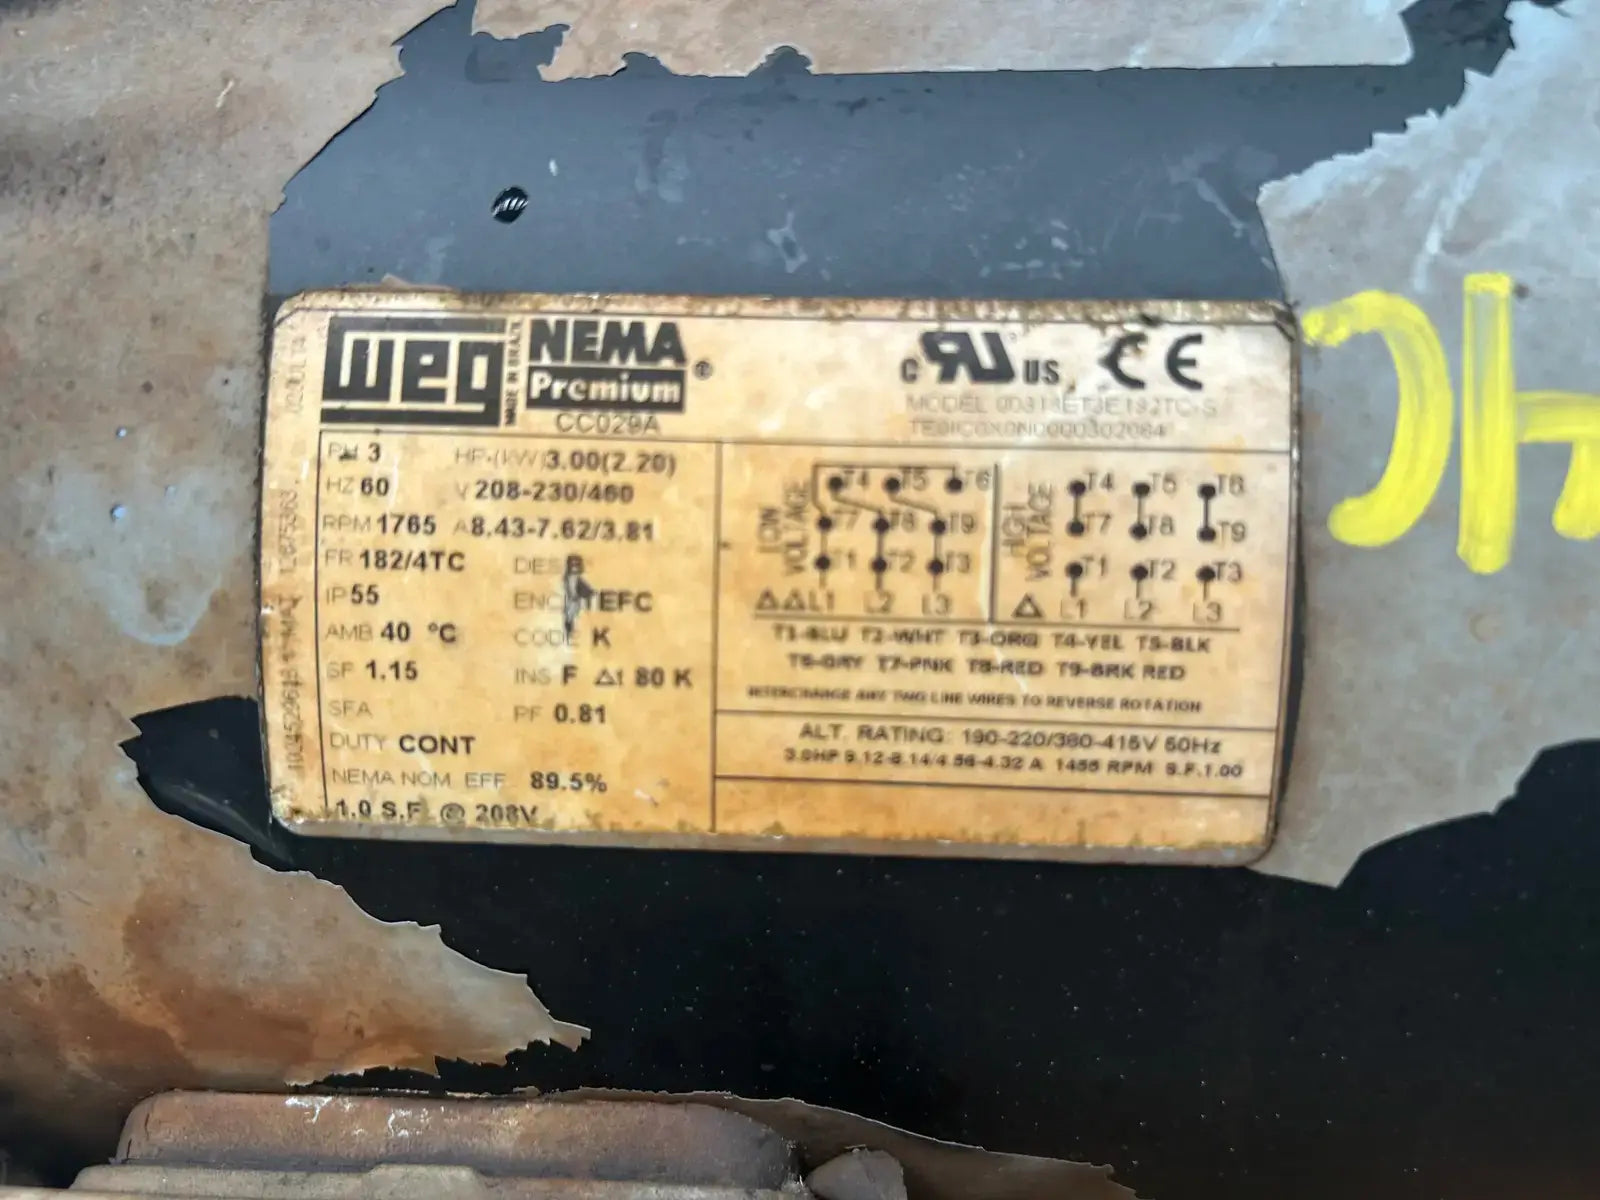 WEG
MADE IN BRAZIL
NEMA
Premium ®
CC029A
c RU US CE
MODEL 00318ET3E182TC-S
PH 3 HP-(kW) 3.00(2.20)
HZ 60 V 208-230/460
RPM 1765 A 8.43-7.62/3.81
FR 182/4TC DES B
IP 55 ENCL TEFC
AMB 40 °C CODE K
SF 1.15 INS F Δt 80 K
SFA PF 0.81
DUTY CONT
NEMA NOM. EFF 89.5%
1.0 S.F. @ 208V
LOW VOLTAGE
T4 T5 T6
T7 T8 T9
T1 T2 T3
ΔΔ L1 L2 L3
HIGH VOLTAGE
T4 T5 T6
T7 T8 T9
T1 T2 T3
Δ L1 L2 L3
T1-BLU T2-WHT T3-ORG T4-YEL T5-BLK
T6-GRY T7-PNK T8-RED T9-BRK RED
INTERCHANGE ANY TWO LINE WIRES TO REVERSE ROTATION
ALT. RATING: 190-220/380-415V 50Hz
3.0HP 9.12-8.14/4.56-4.32 A 1455 RPM S.F.1.00